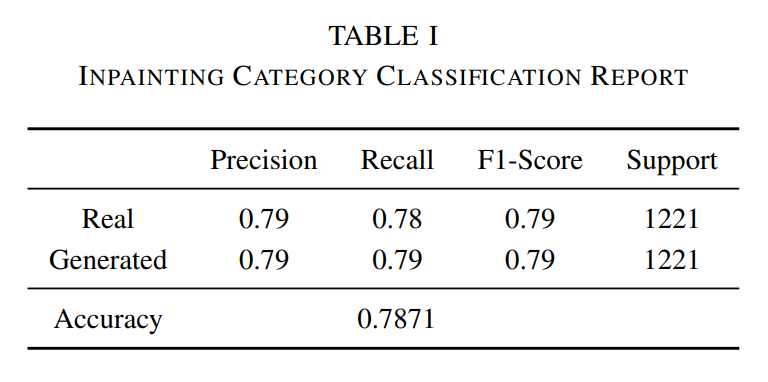 TABLE I
INPAINTING CATEGORY CLASSIFICATION REPORT
Precision Recall F1-Score Support
Real 0.79 0.78 0.79 1221
Generated 0.79 0.79 0.79 1221
Accuracy 0.7871